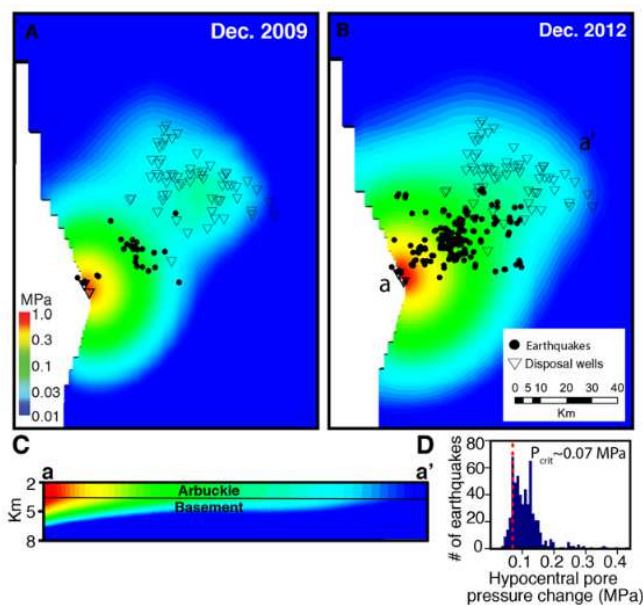 A
Dec. 2009
B
Dec. 2012
a'
a
MPa
1.0
0.3
0.1
0.03
0.01
Earthquakes
Disposal wells
0 5 10 20 30 40
Km
C
a
a'
2
5
8
Km
Arbuckle
Basement
D
P crit ~0.07 MPa
80
60
40
20
0
# of earthquakes
0.1 0.2 0.3 0.4
Hypocentral pore
pressure change (MPa)